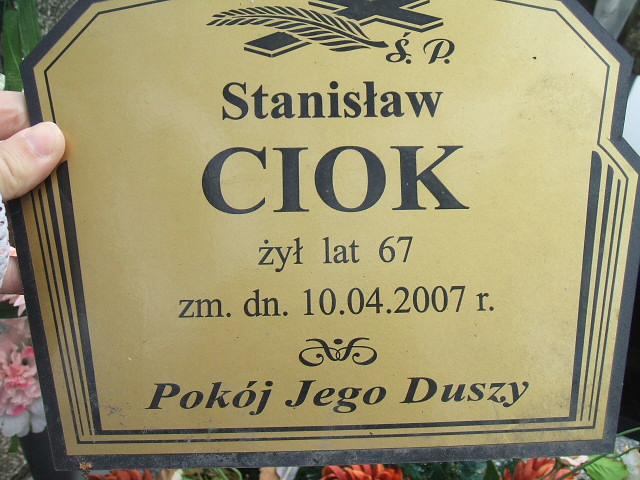 Ś. P.
Stanisław
CIOK
żył lat 67
zm. dn. 10.04.2007 r.
Pokój Jego Duszy